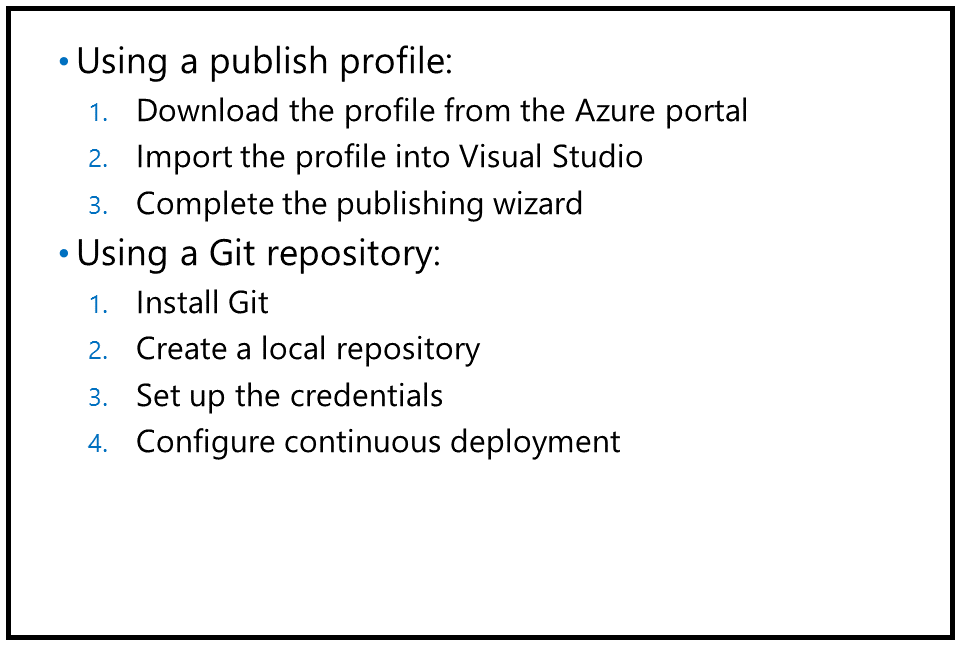 • Using a publish profile:
1. Download the profile from the Azure portal
2. Import the profile into Visual Studio
3. Complete the publishing wizard
• Using a Git repository:
1. Install Git
2. Create a local repository
3. Set up the credentials
4. Configure continuous deployment